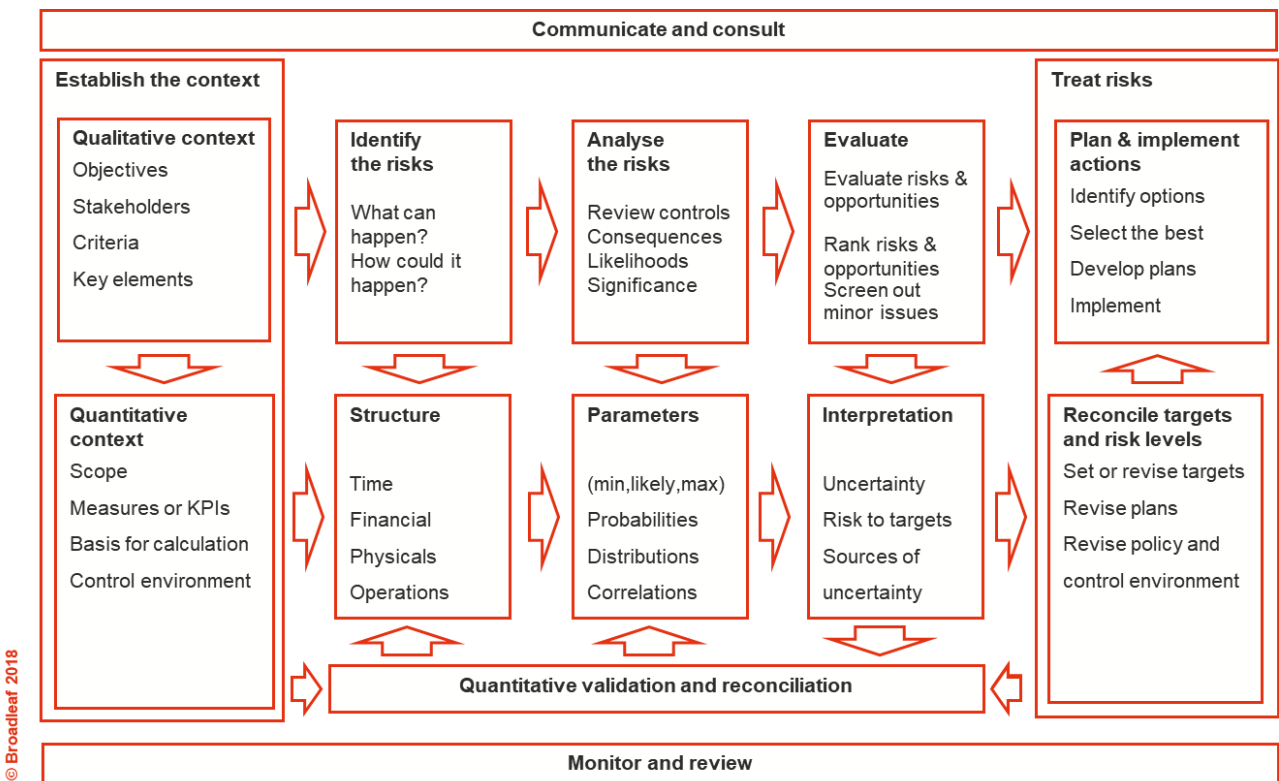 Communicate and consult
Establish the context
Treat risks
Qualitative context
Objectives
Stakeholders
Criteria
Key elements
Identify
the risks
What can
happen?
How could it
happen?
Analyse
the risks
Review controls
Consequences
Likelihoods
Significance
Evaluate
Evaluate risks &
opportunities
Rank risks &
opportunities
Screen out
minor issues
Plan & implement
actions
Identify options
Select the best
Develop plans
Implement
Quantitative
context
Scope
Measures or KPIs
Basis for calculation
Control environment
Structure
Time
Financial
Physicals
Operations
Parameters
(min,likely,max)
Probabilities
Distributions
Correlations
Interpretation
Uncertainty
Risk to targets
Sources of
uncertainty
Reconcile targets
and risk levels
Set or revise targets
Revise plans
Revise policy and
control environment
Quantitative validation and reconciliation
Monitor and review
© Broadleaf 2018